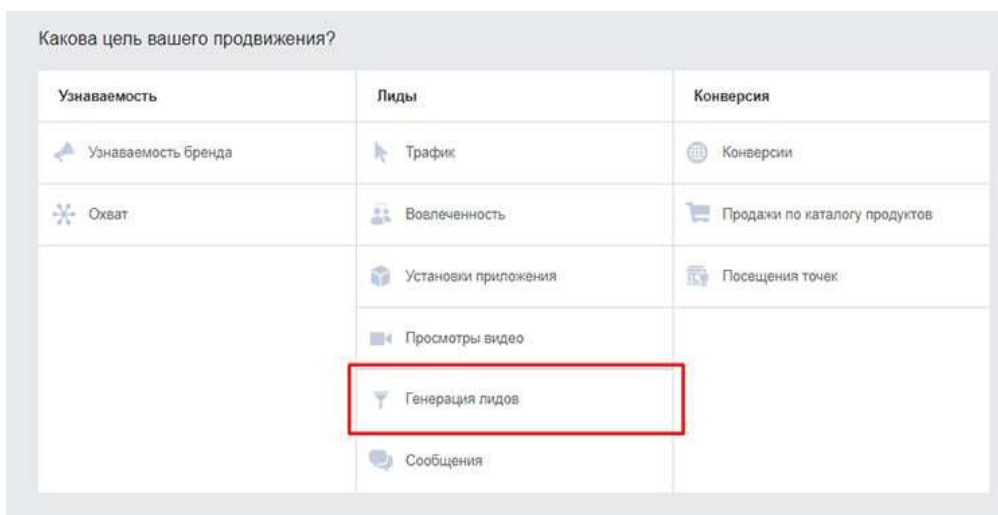 Какова цель вашего продвижения?
Узнаваемость
Лиды
Конверсия
Узнаваемость бренда
Трафик
Конверсии
Охват
Вовлеченность
Продажи по каталогу продуктов
Установки приложения
Посещения точек
Просмотры видео
Генерация лидов
Сообщения